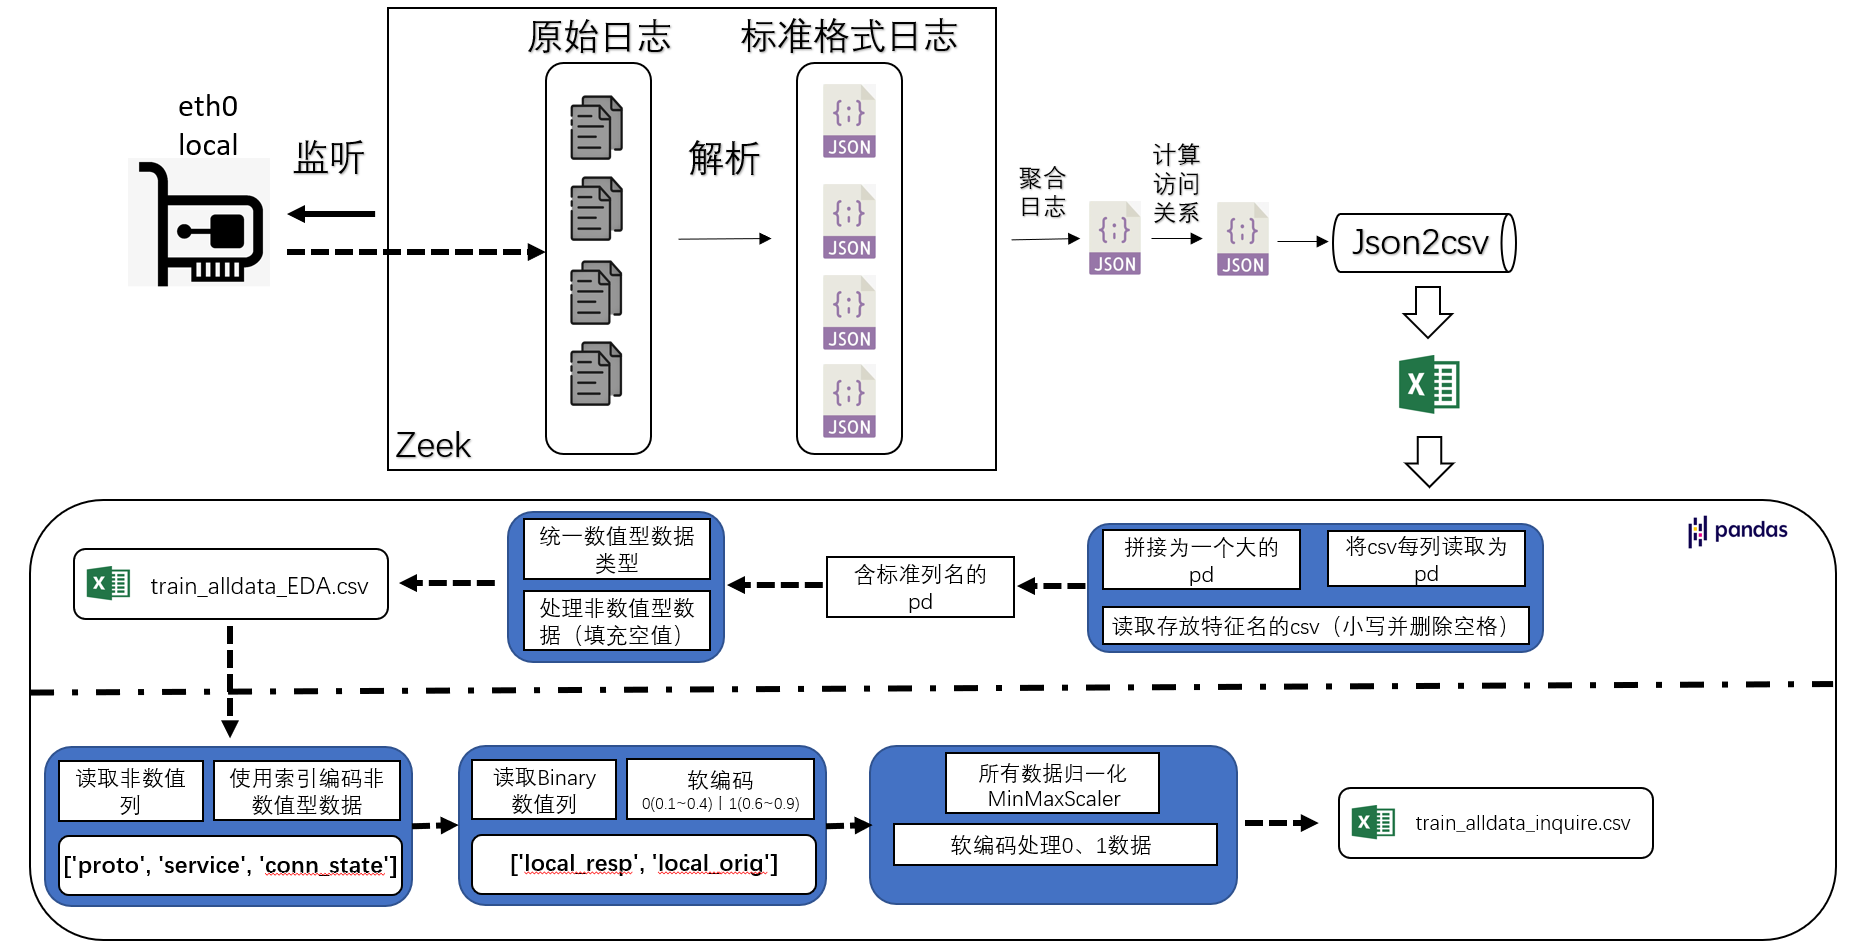 原始日志
标准格式日志
eth0
local
监听
解析
JSON
JSON
JSON
JSON
Zeek
聚合
日志
JSON
计算
访问
关系
JSON
Json2csv
X
pandas
拼接为一个大的
pd
将csv每列读取为
pd
读取存放特征名的csv（小写并删除空格）
含标准列名的
pd
统一数值型数据
类型
处理非数值型数
据（填充空值）
X
train_alldata_EDA.csv
读取非数值
列
使用索引编码非
数值型数据
['proto', 'service', 'conn_state']
读取Binary
数值列
软编码
0(0.1~0.4) | 1(0.6~0.9)
['local_resp', 'local_orig']
所有数据归一化
MinMaxScaler
软编码处理0、1数据
X
train_alldata_inquire.csv